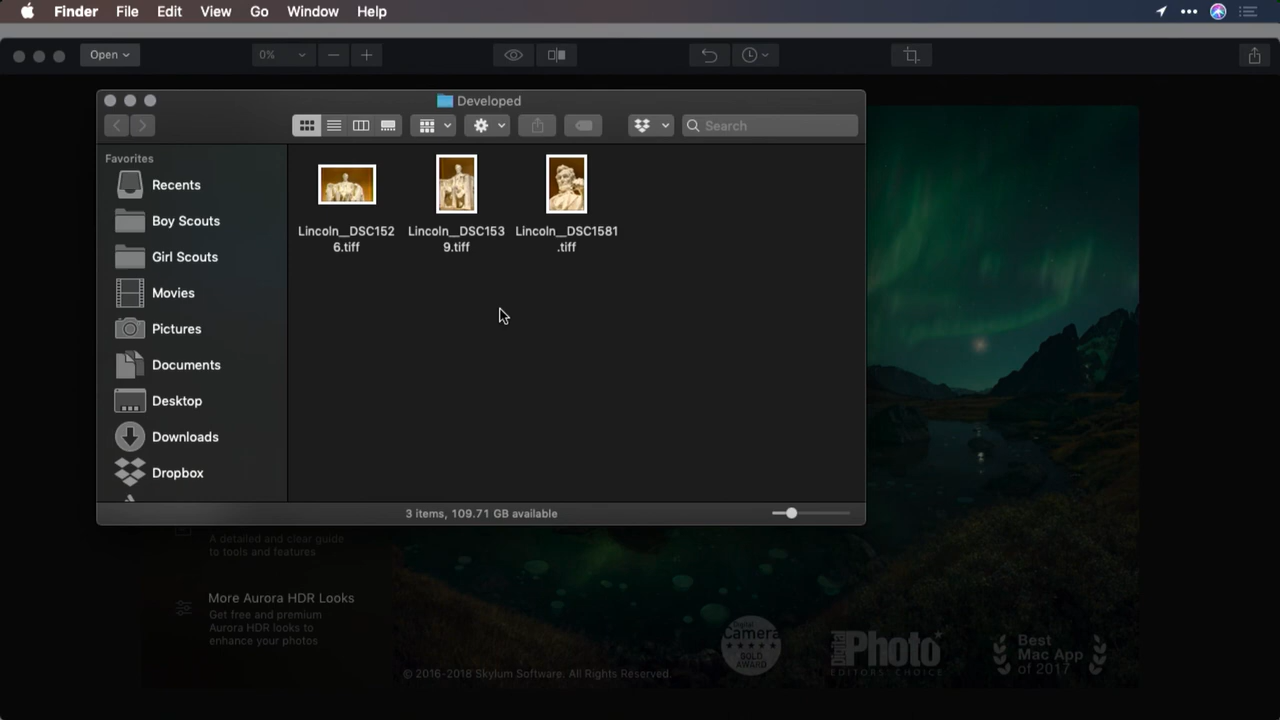 Finder File Edit View Go Window Help
Open 0%
Developed
Search
Favorites
Recents
Boy Scouts
Girl Scouts
Movies
Pictures
Documents
Desktop
Downloads
Dropbox
Lincoln__DSC152
6.tiff
Lincoln__DSC153
9.tiff
Lincoln__DSC1581
.tiff
3 items, 109.71 GB available
A detailed and clear guide
to tools and features
More Aurora HDR Looks
Get free and premium
Aurora HDR looks to
enhance your photos
© 2016-2018 Skylum Software. All Rights Reserved.
Digital
Camera
GOLD
AWARD
Digital Photo
EDITORS' CHOICE
Best
Mac App
of 2017